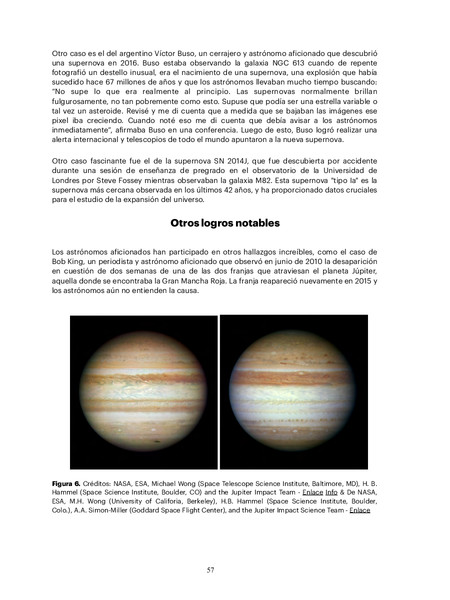 Otro caso es el del argentino Víctor Buso, un cerrajero y astrónomo aficionado que descubrió
una supernova en 2016. Buso estaba observando la galaxia NGC 613 cuando de repente
fotografió un destello inusual, era el nacimiento de una supernova, una explosión que había
sucedido hace 67 millones de años y que los astrónomos llevaban mucho tiempo buscando:
“No supe lo que era realmente al principio. Las supernovas normalmente brillan
fulgurosamente, no tan pobremente como esto. Supuse que podía ser una estrella variable o
tal vez un asteroide. Revisé y me di cuenta que a medida que se bajaban las imágenes ese
pixel iba creciendo. Cuando noté eso me di cuenta que debía avisar a los astrónomos
inmediatamente”, afirmaba Buso en una conferencia. Luego de esto, Buso logró realizar una
alerta internacional y telescopios de todo el mundo apuntaron a la nueva supernova.
Otro caso fascinante fue el de la supernova SN 2014J, que fue descubierta por accidente
durante una sesión de enseñanza de pregrado en el observatorio de la Universidad de
Londres por Steve Fossey mientras observaban la galaxia M82. Esta supernova "tipo Ia" es la
supernova más cercana observada en los últimos 42 años, y ha proporcionado datos cruciales
para el estudio de la expansión del universo.
Otros logros notables
Los astrónomos aficionados han participado en otros hallazgos increíbles, como el caso de
Bob King, un periodista y astrónomo aficionado que observó en junio de 2010 la desaparición
en cuestión de dos semanas de una de las dos franjas que atraviesan el planeta Júpiter,
aquella donde se encontraba la Gran Mancha Roja. La franja reapareció nuevamente en 2015 y
los astrónomos aún no entienden la causa.
Figura 6. Créditos: NASA, ESA, Michael Wong (Space Telescope Science Institute, Baltimore, MD), H. B.
Hammel (Space Science Institute, Boulder, CO) and the Jupiter Impact Team - Enlace Info & De NASA,
ESA, M.H. Wong (University of Califoria, Berkeley), H.B. Hammel (Space Science Institute, Boulder,
Colo.), A.A. Simon-Miller (Goddard Space Flight Center), and the Jupiter Impact Science Team - Enlace
57